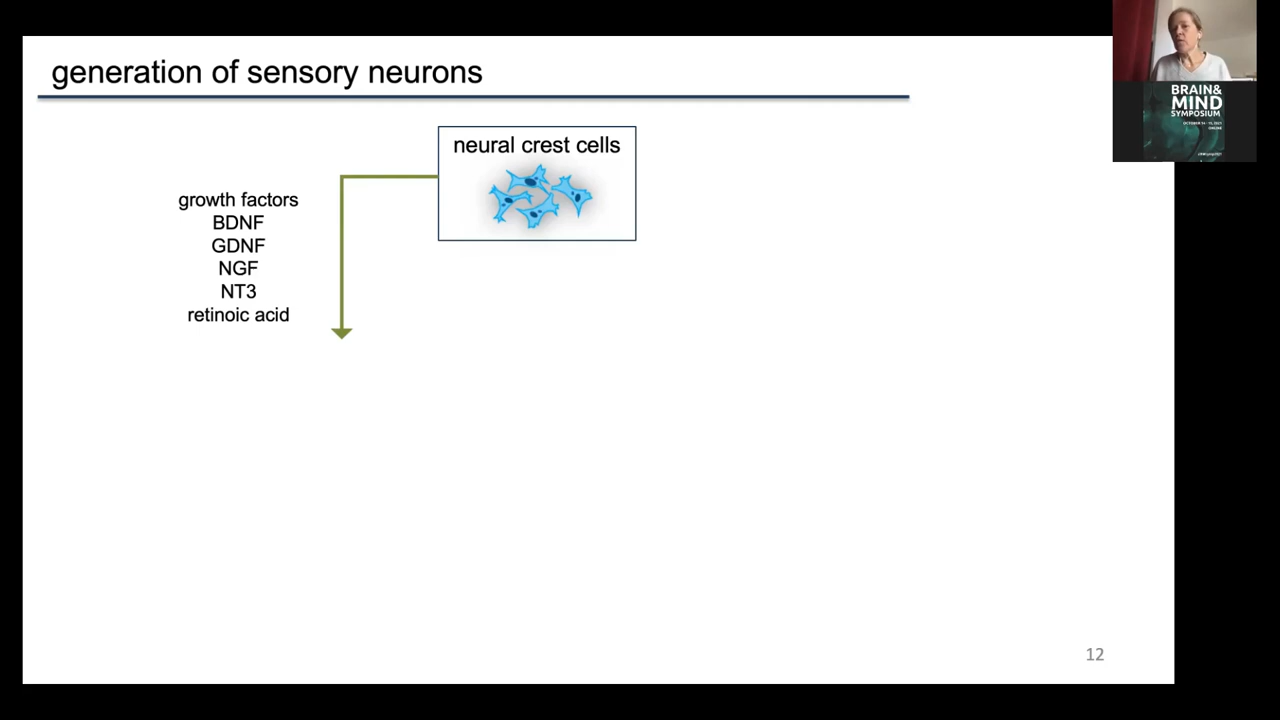 generation of sensory neurons
neural crest cells
growth factors
BDNF
GDNF
NGF
NT3
retinoic acid
12
BRAIN&
MIND
SYMPOSIUM
ONLINE